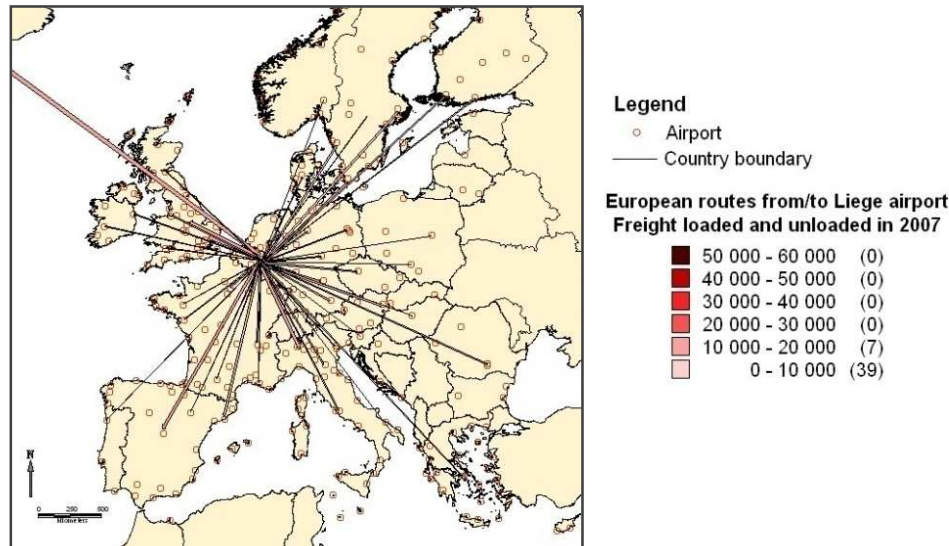 Legend
Airport
Country boundary
European routes from/to Liege airport
Freight loaded and unloaded in 2007
50 000 - 60 000 (0)
40 000 - 50 000 (0)
30 000 - 40 000 (0)
20 000 - 30 000 (0)
10 000 - 20 000 (7)
0 - 10 000 (39)
N
0 250 500
Kilometers